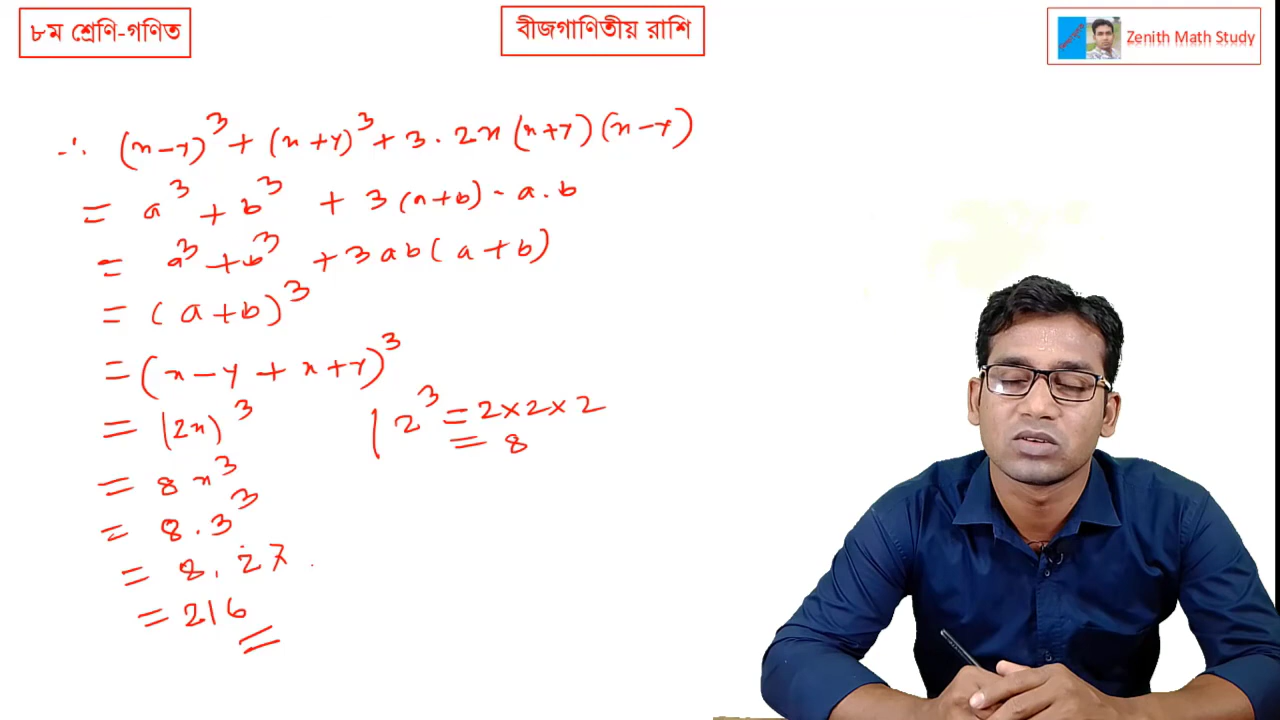 ৮ম শ্রেণি-গণিত
বীজগাণিতীয় রাশি
Zenith Math Study
∴ (x-y)³ + (x+y)³ + 3·2x(x+y)(x-y)
= a³ + b³ + 3(a+b)·a.b
= a³ + b³ + 3ab(a+b)
= (a+b)³
= (x-y + x+y)³
= (2x)³ | 2³ = 2×2×2
= 8
= 8x³
= 8.3³
= 8.27
= 216